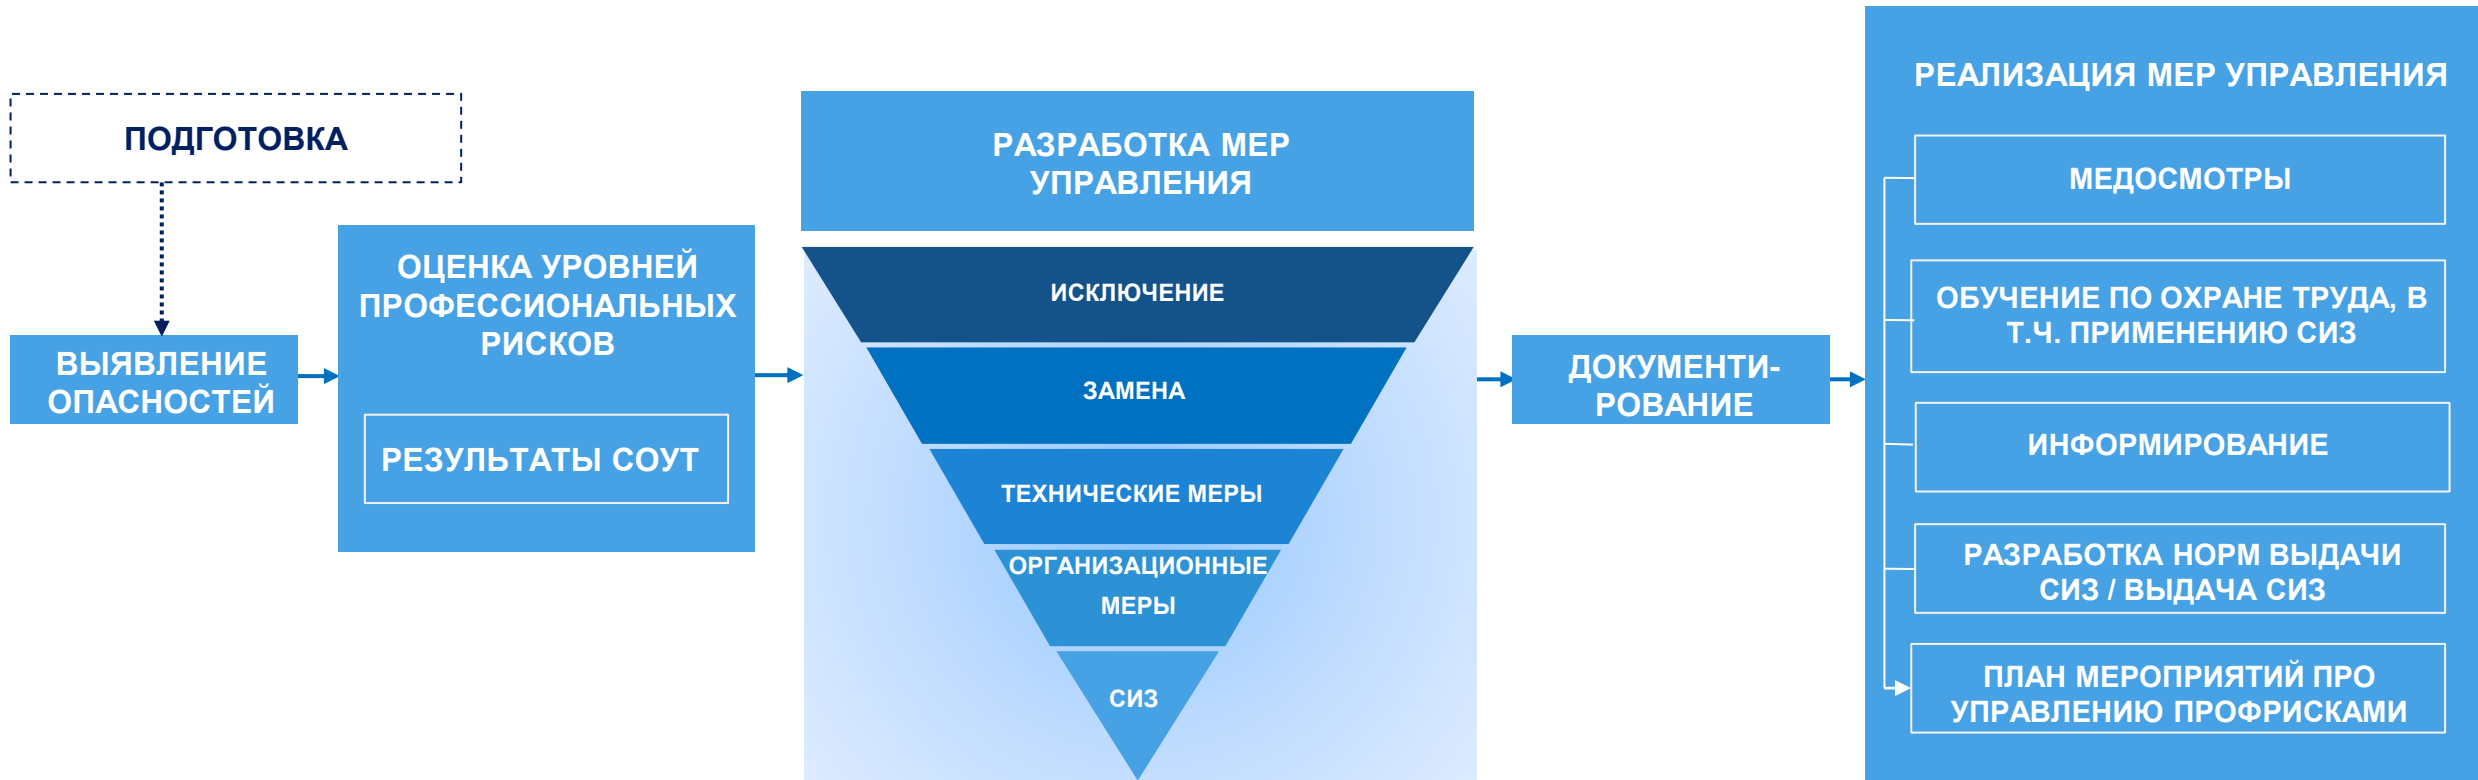 ПОДГОТОВКА
ВЫЯВЛЕНИЕ
ОПАСНОСТЕЙ
ОЦЕНКА УРОВНЕЙ
ПРОФЕССИОНАЛЬНЫХ
РИСКОВ
РЕЗУЛЬТАТЫ СОУТ
РАЗРАБОТКА МЕР
УПРАВЛЕНИЯ
ИСКЛЮЧЕНИЕ
ЗАМЕНА
ТЕХНИЧЕСКИЕ МЕРЫ
ОРГАНИЗАЦИОННЫЕ
МЕРЫ
СИЗ
ДОКУМЕНТИ-
РОВАНИЕ
РЕАЛИЗАЦИЯ МЕР УПРАВЛЕНИЯ
МЕДОСМОТРЫ
ОБУЧЕНИЕ ПО ОХРАНЕ ТРУДА, В
Т.Ч. ПРИМЕНЕНИЮ СИЗ
ИНФОРМИРОВАНИЕ
РАЗРАБОТКА НОРМ ВЫДАЧИ
СИЗ / ВЫДАЧА СИЗ
ПЛАН МЕРОПРИЯТИЙ ПРО
УПРАВЛЕНИЮ ПРОФРИСКАМИ